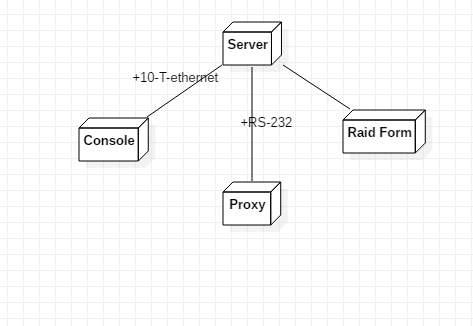 Server
+10-T-ethernet
+RS-232
Console
Raid Form
Proxy